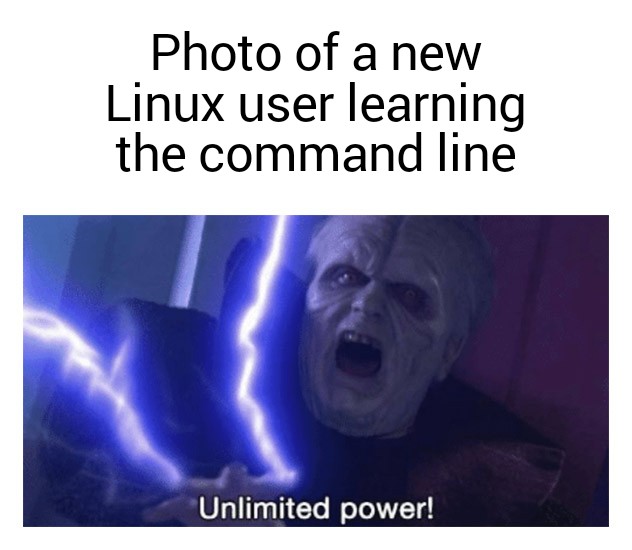 Photo of a new
Linux user learning
the command line
Unlimited power!